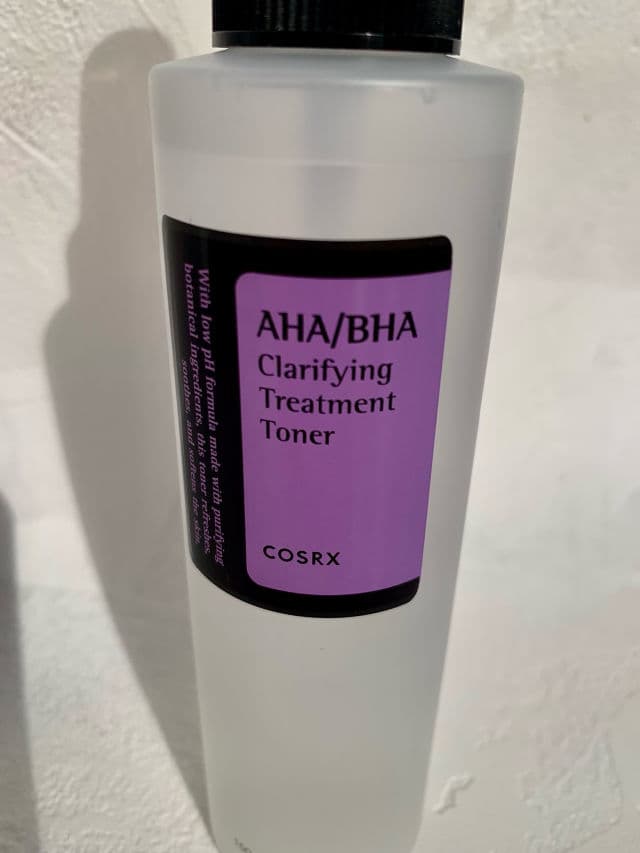 AHA/BHA
Clarifying
Treatment
Toner
COSRX
With low pH formula made with purifying
botanical ingredients, this toner refreshes,
soothes, and softens the skin.